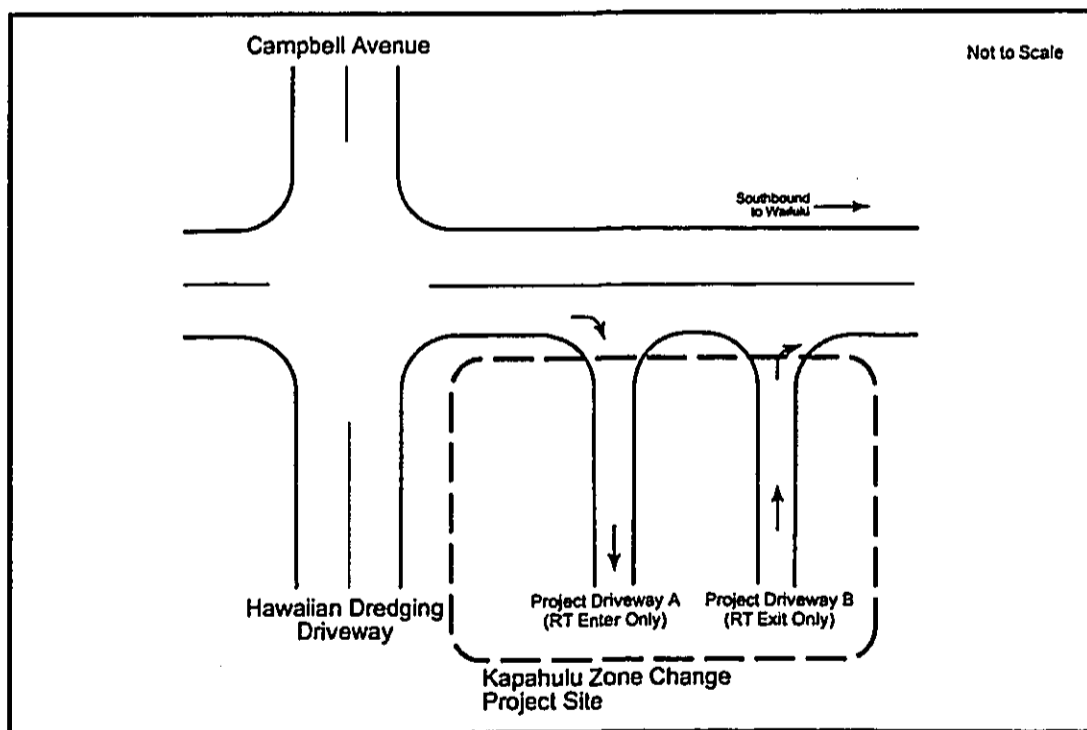 Campbell Avenue
Not to Scale
Southbound
to
Hawaiian Dredging
Driveway
Project Driveway A
(RT Enter Only)
Project Driveway B
(RT Exit Only)
Kapahulu Zone Change
Project Site